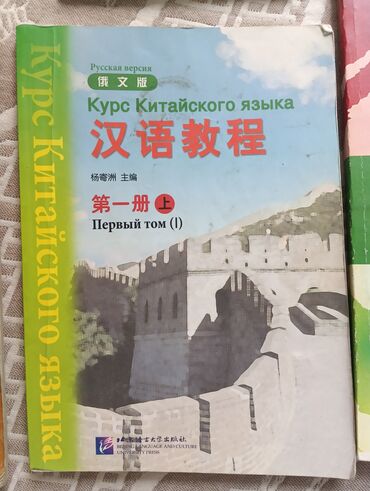 Русская версия
俄文版
Курс Китайского языка
汉语教程
杨寄洲 主编
第一册 上
Первый том (Ⅰ)
Курс Китайского языка
北京语言大学出版社
BEIJING LANGUAGE AND CULTURE
UNIVERSITY PRESS